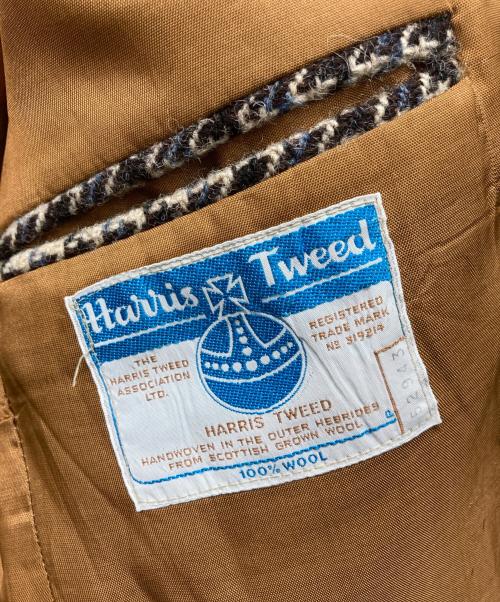 Harris Tweed
THE
HARRIS TWEED
ASSOCIATION
LTD.
REGISTERED
TRADE MARK
No 319214
HARRIS TWEED
HANDWOVEN IN THE OUTER HEBRIDES
FROM SCOTTISH GROWN WOOL
100% WOOL
P
52943